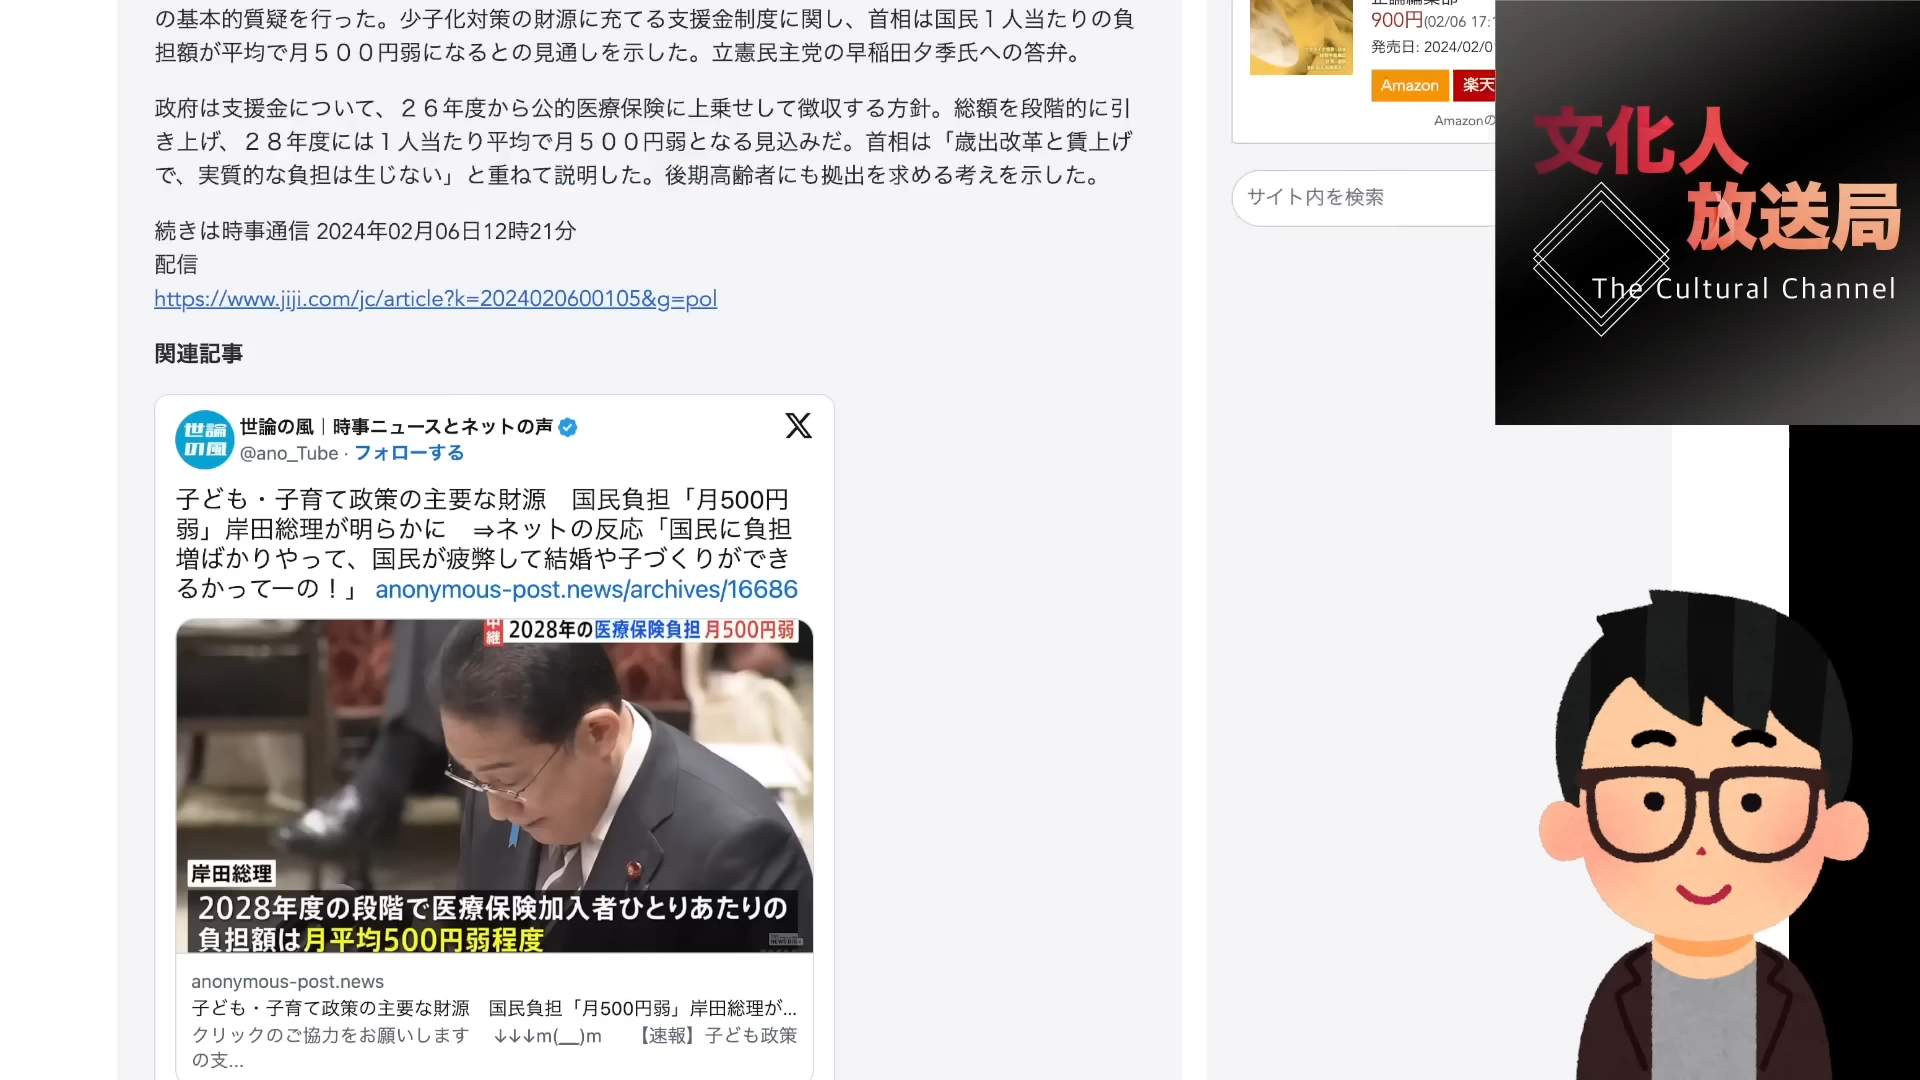 の基本的質疑を行った。少子化対策の財源に充てる支援金制度に関し、首相は国民１人当たりの負
担額が平均で月５００円弱になるとの見通しを示した。立憲民主党の早稲田夕季氏への答弁。
政府は支援金について、２６年度から公的医療保険に上乗せして徴収する方針。総額を段階的に引
き上げ、２８年度には１人当たり平均で月５００円弱となる見込みだ。首相は「歳出改革と賃上げ
で、実質的な負担は生じない」と重ねて説明した。後期高齢者にも拠出を求める考えを示した。
続きは時事通信 2024年02月06日12時21分
配信
https://www.jiji.com/jc/article?k=2024020600105&g=pol
関連記事
世論の風｜時事ニュースとネットの声
世論
の風
@ano_Tube · フォローする
子ども・子育て政策の主要な財源　国民負担「月500円
弱」岸田総理が明らかに　⇒ネットの反応「国民に負担
増ばかりやって、国民が疲弊して結婚や子づくりができ
るかってーの！」 anonymous-post.news/archives/16686
中継 2028年の医療保険負担 月500円弱
岸田総理
2028年度の段階で医療保険加入者ひとりあたりの
負担額は月平均500円弱程度
anonymous-post.news
子ども・子育て政策の主要な財源　国民負担「月500円弱」岸田総理が...
クリックのご協力をお願いします　↓↓↓m(__)m　【速報】子ども政策
の支...
900円(02/06 17:1
発売日: 2024/02/0
Amazon
楽天
Amazonの
サイト内を検索
文化人
放送局
The Cultural Channel